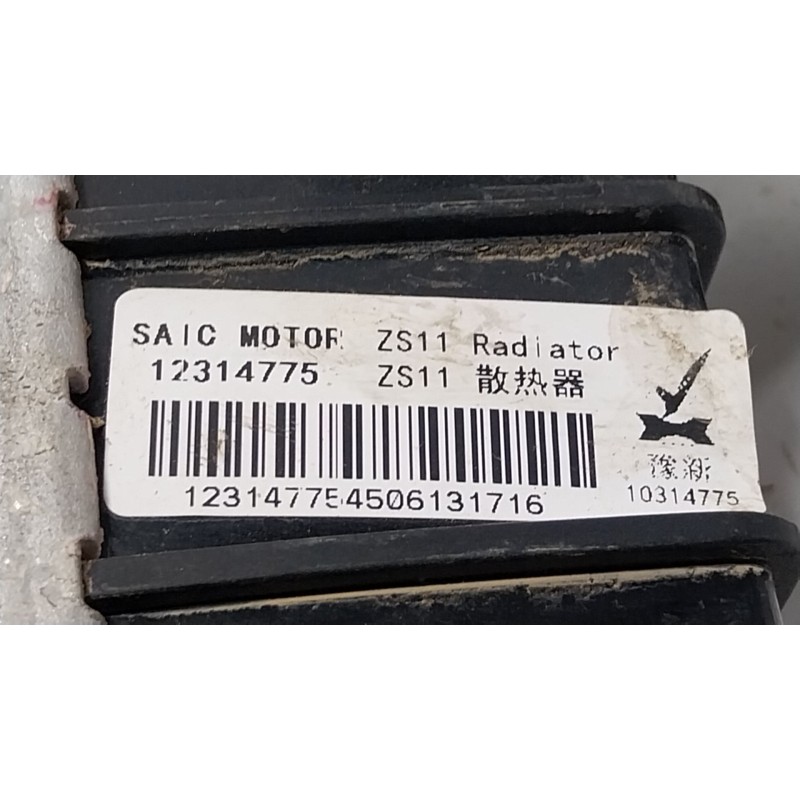 SAIC MOTOR ZS11 Radiator
12314775 ZS11 散热器
123147754506131716
豫新
10314775